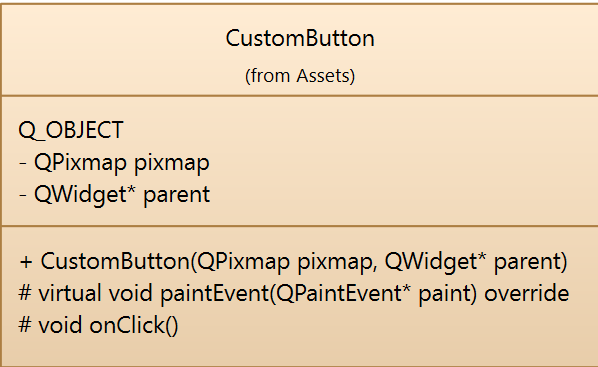 CustomButton
(from Assets)
Q_OBJECT
- QPixmap pixmap
- QWidget* parent
+ CustomButton(QPixmap pixmap, QWidget* parent)
# virtual void paintEvent(QPaintEvent* paint) override
# void onClick()